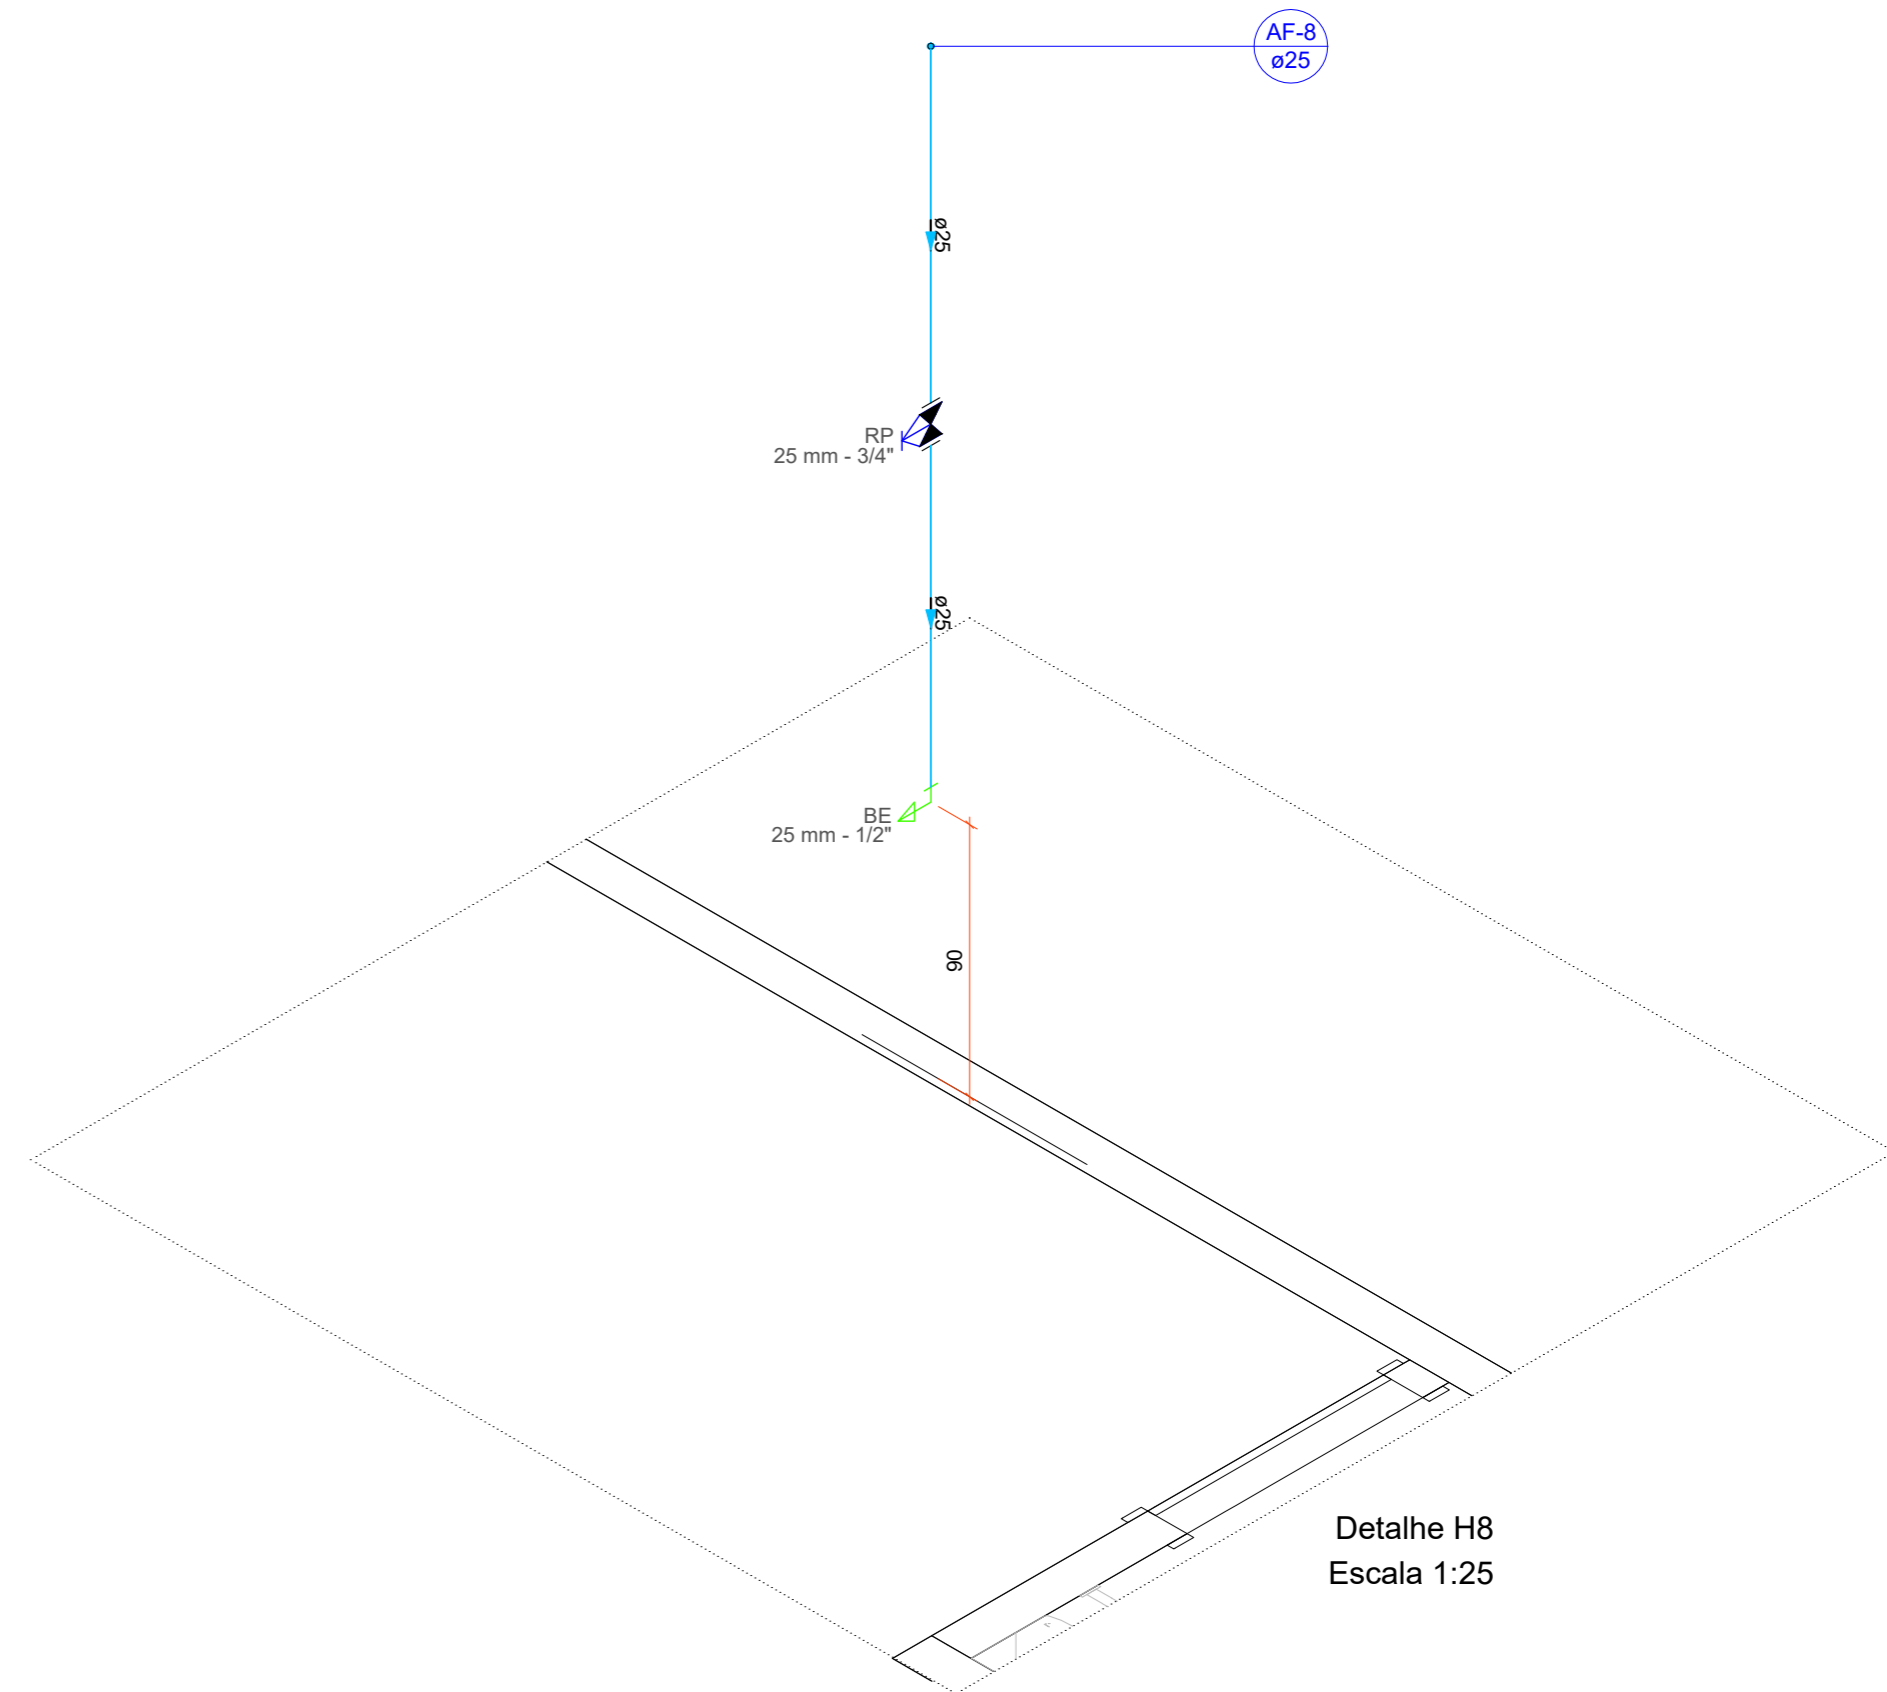 AF-8
ø25
ø25
RP
25 mm - 3/4"
ø25
BE
25 mm - 1/2"
90
Detalhe H8
Escala 1:25